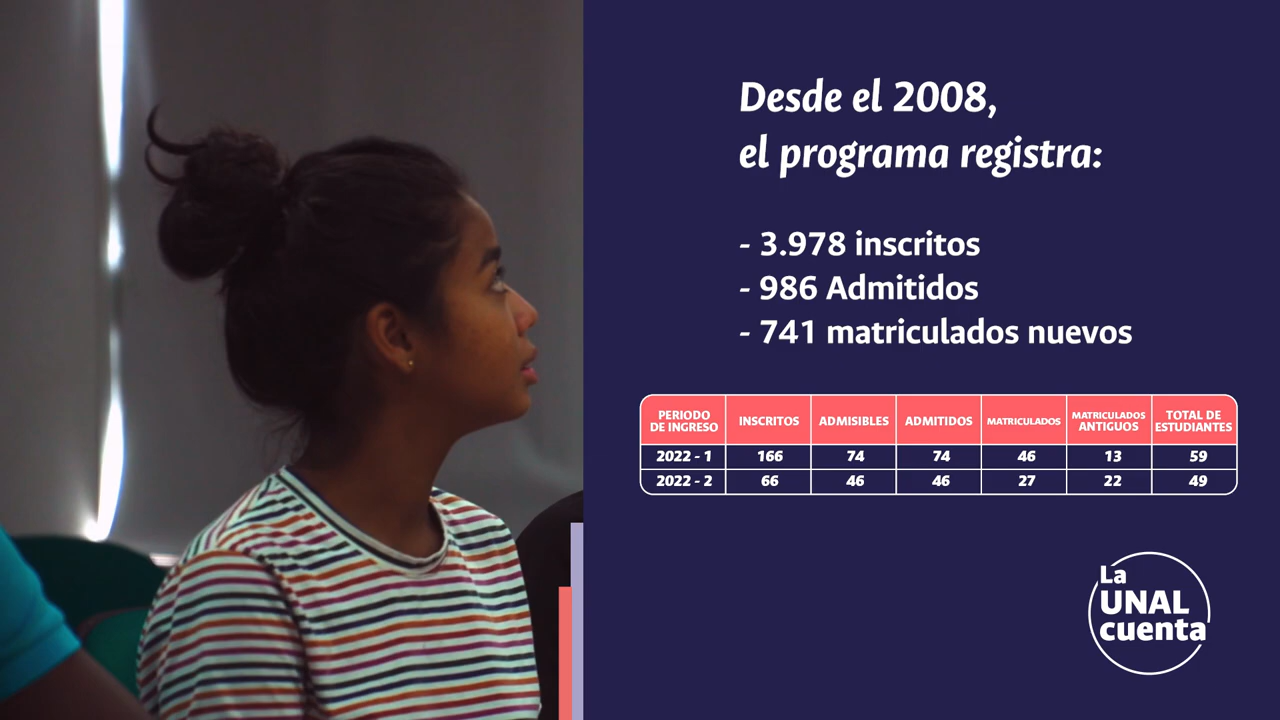 Desde el 2008,
el programa registra:
- 3.978 inscritos
- 986 Admitidos
- 741 matriculados nuevos
PERIODO DE INGRESO INSCRITOS ADMISIBLES ADMITIDOS MATRICULADOS MATRICULADOS ANTIGUOS TOTAL DE ESTUDIANTES
2022 - 1 166 74 74 46 13 59
2022 - 2 66 46 46 27 22 49
La
UNAL
cuenta